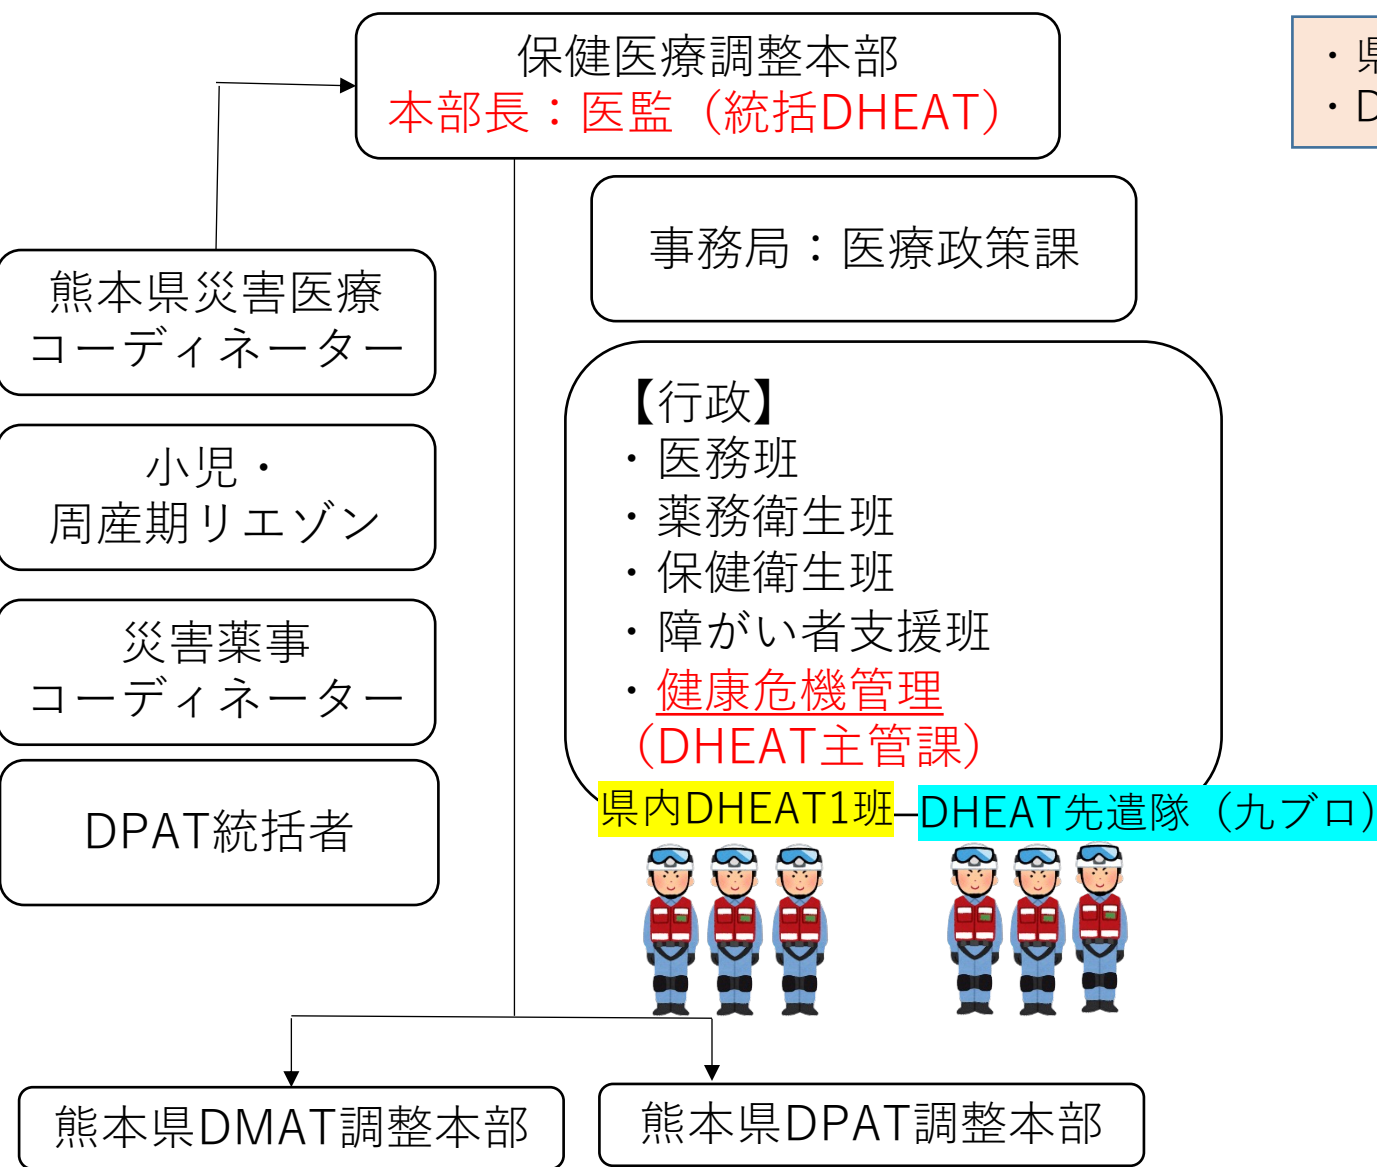 保健医療調整本部
本部長：医監（統括DHEAT）
・県
・D
事務局：医療政策課
熊本県災害医療
コーディネーター
小児・
周産期リエゾン
災害薬事
コーディネーター
DPAT統括者
【行政】
・医務班
・薬務衛生班
・保健衛生班
・障がい者支援班
・健康危機管理
（DHEAT主管課）
県内DHEAT1班
DHEAT先遣隊（九ブロ）
熊本県DMAT調整本部
熊本県DPAT調整本部